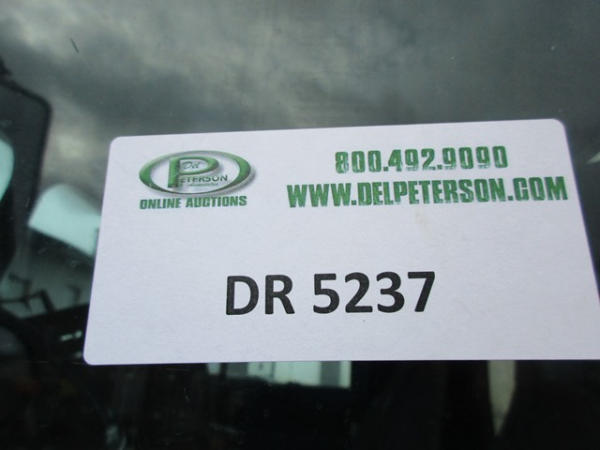 Del
PETERSON
ONLINE AUCTIONS
800.492.9090
WWW.DELPETERSON.COM
DR 5237